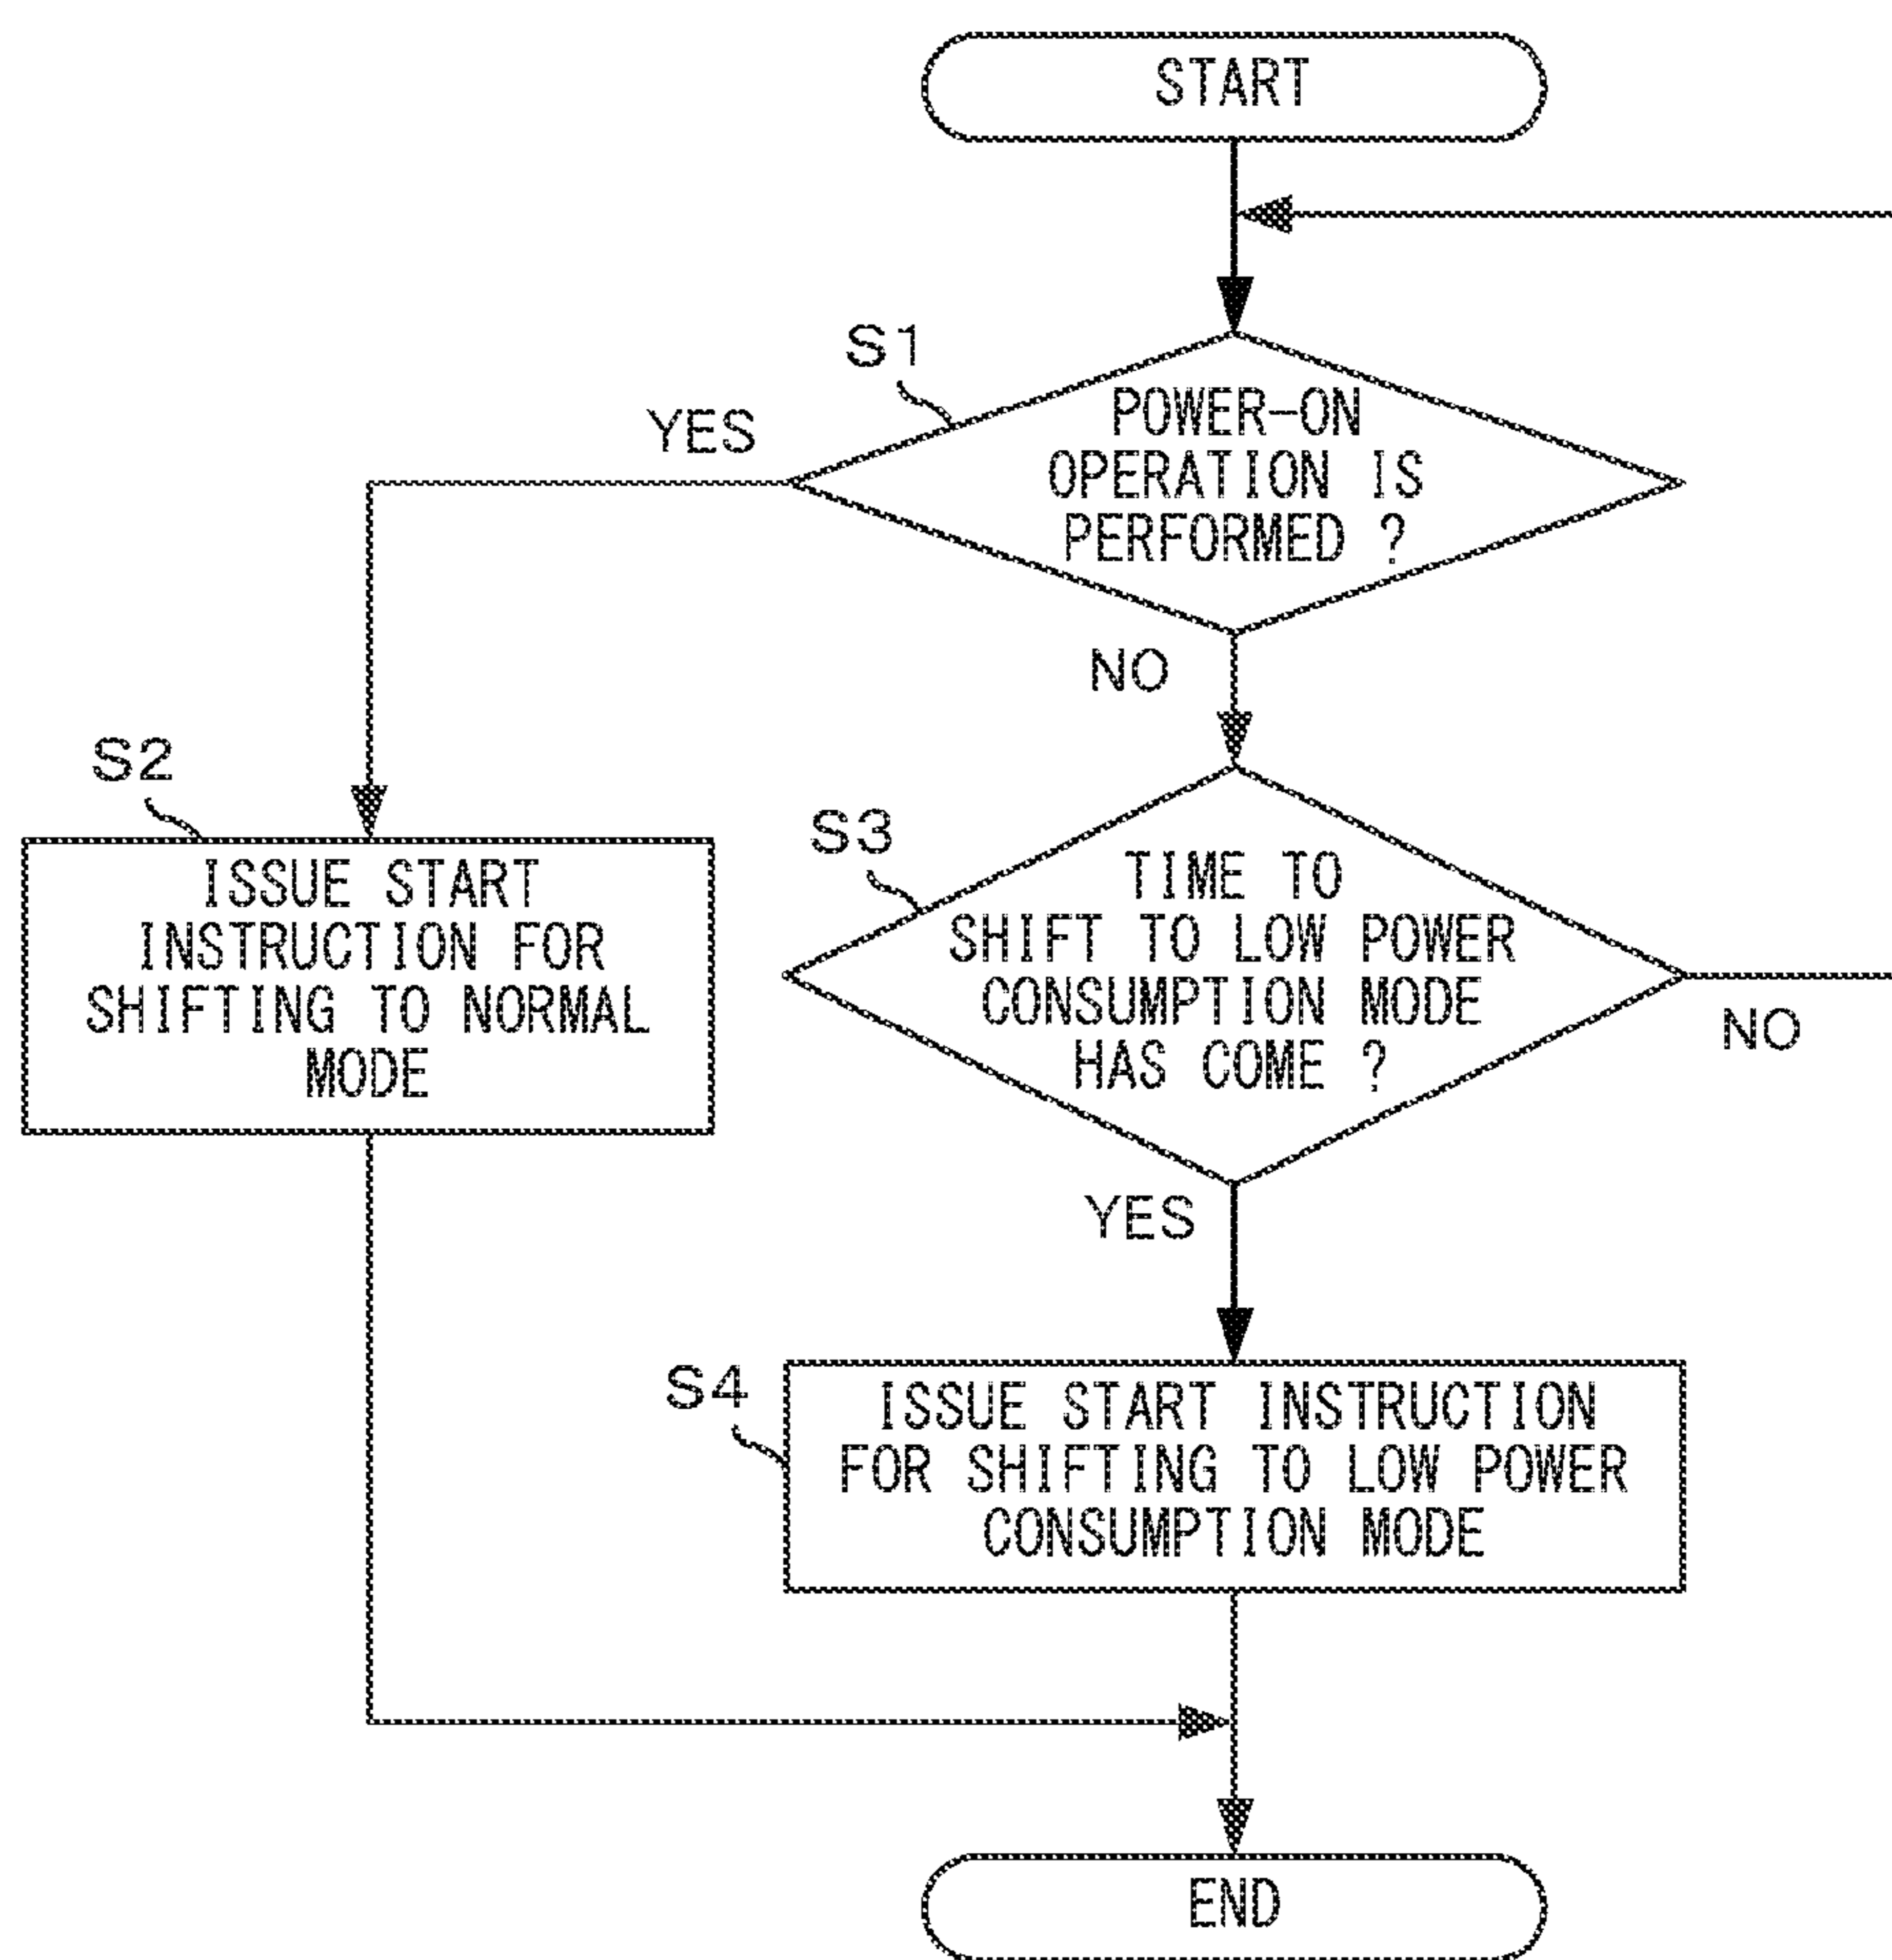 START
S1
YES
POWER-ON
OPERATION IS
PERFORMED ?
NO
S2
ISSUE START
INSTRUCTION FOR
SHIFTING TO NORMAL
MODE
S3
TIME TO
SHIFT TO LOW POWER
CONSUMPTION MODE
HAS COME ?
NO
YES
S4
ISSUE START INSTRUCTION
FOR SHIFTING TO LOW POWER
CONSUMPTION MODE
END